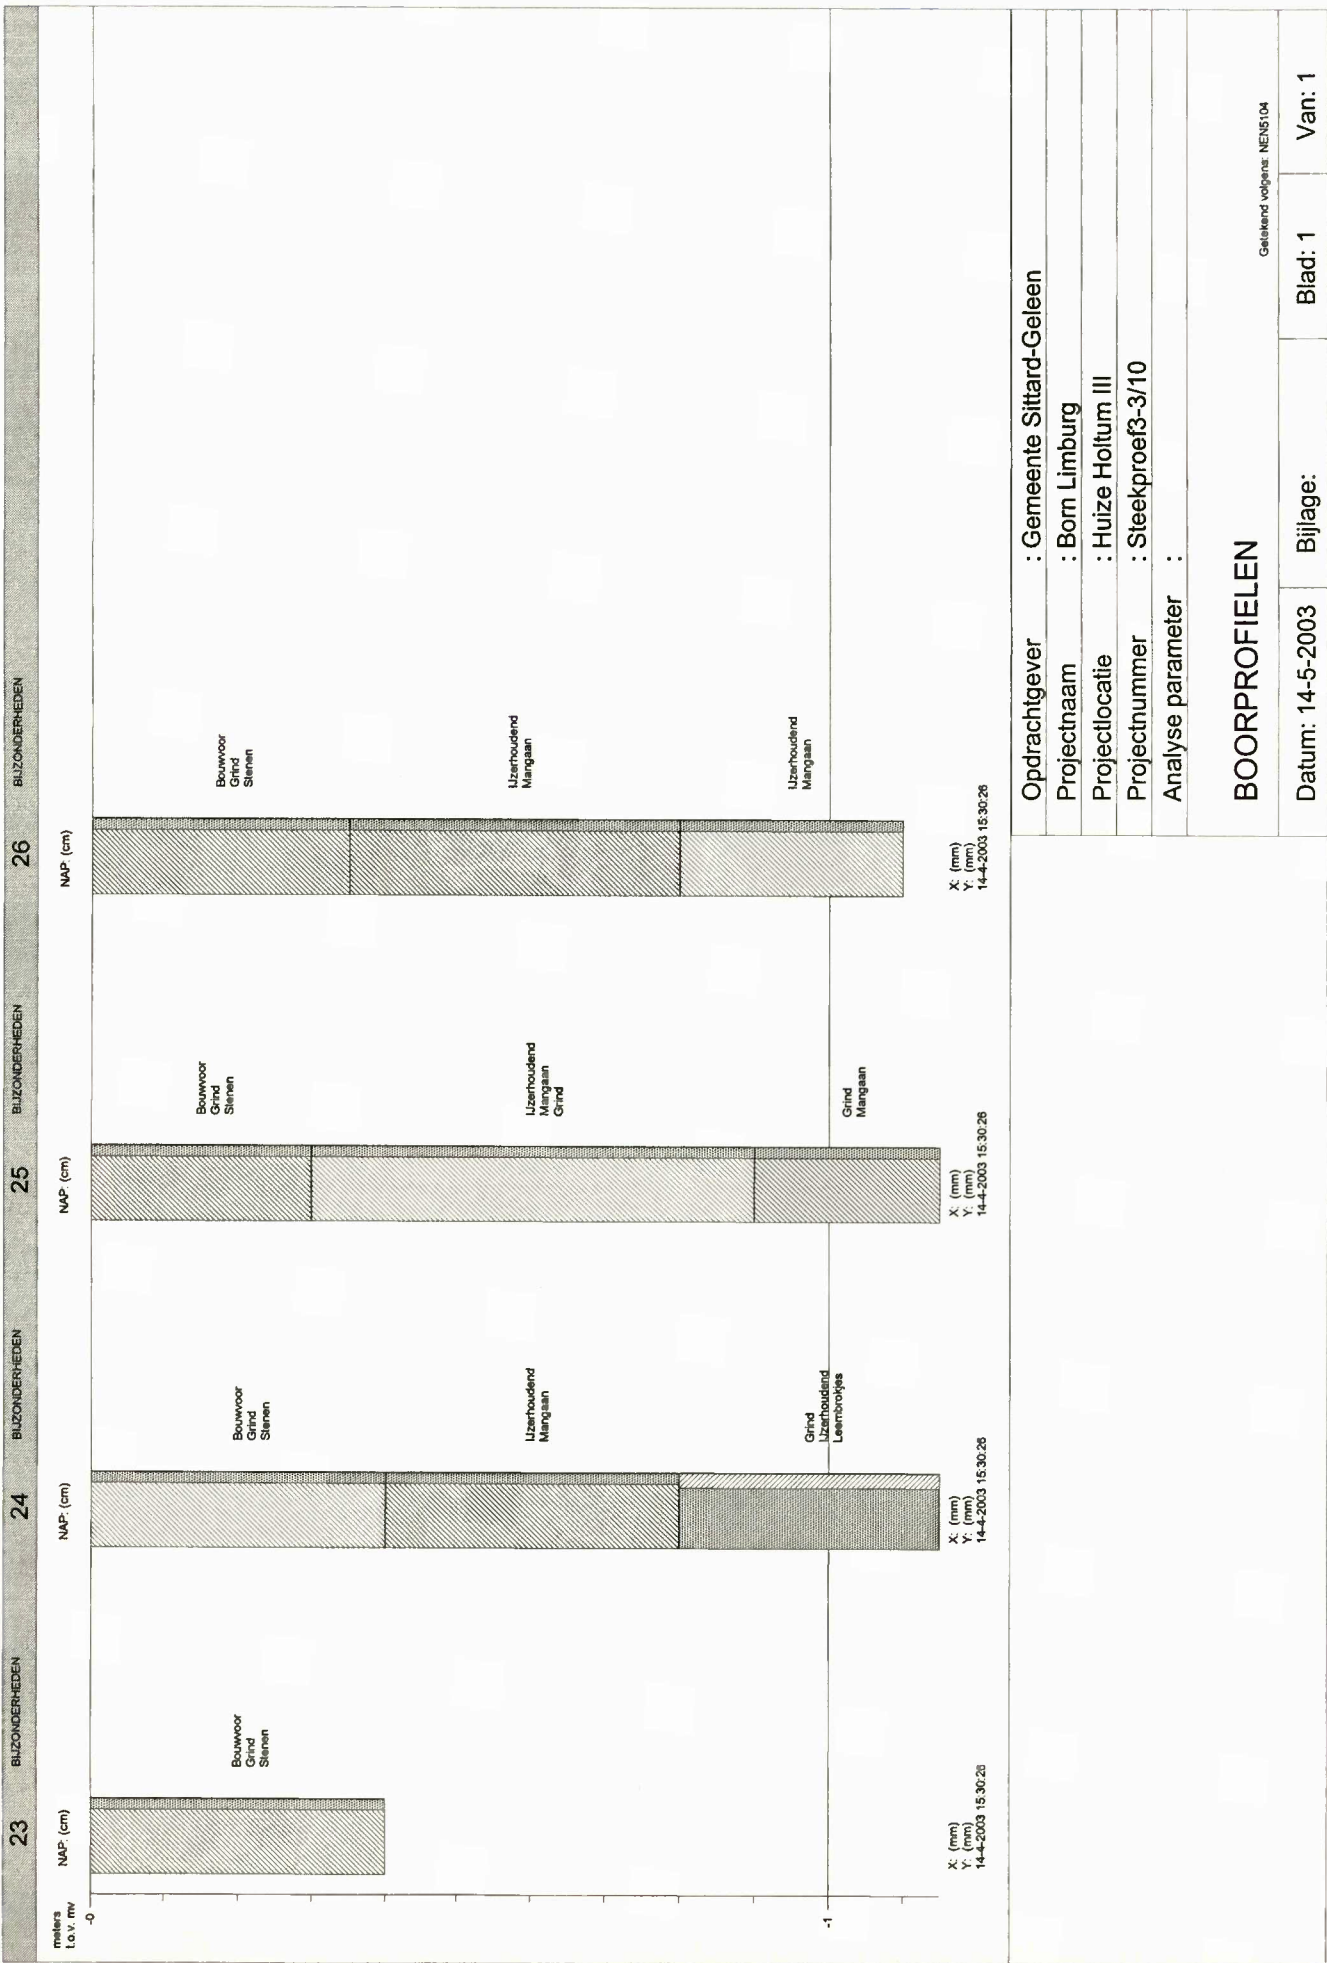 23 BIJZONDERHEDEN 24 BIJZONDERHEDEN 25 BIJZONDERHEDEN 26 BIJZONDERHEDEN
meters
t.o.v. mv
NAP: (cm) NAP: (cm) NAP: (cm) NAP: (cm)
-0
Bouwvoor
Grind
Stenen
Bouwvoor
Grind
Stenen
IJzerhoudend
Mangaan
Grind
IJzerhoudend
Leembrokjes
Bouwvoor
Grind
Stenen
IJzerhoudend
Mangaan
Grind
Grind
Mangaan
Bouwvoor
Grind
Stenen
IJzerhoudend
Mangaan
IJzerhoudend
Mangaan
-1
X: (mm)
Y: (mm)
14-4-2003 15:30:26
X: (mm)
Y: (mm)
14-4-2003 15:30:26
X: (mm)
Y: (mm)
14-4-2003 15:30:26
X: (mm)
Y: (mm)
14-4-2003 15:30:26
Opdrachtgever : Gemeente Sittard-Geleen
Projectnaam : Born Limburg
Projectlocatie : Huize Holtum III
Projectnummer : Steekproef3-3/10
Analyse parameter :
BOORPROFIELEN
Getekend volgens: NEN5104
Datum: 14-5-2003 Bijlage: Blad: 1 Van: 1